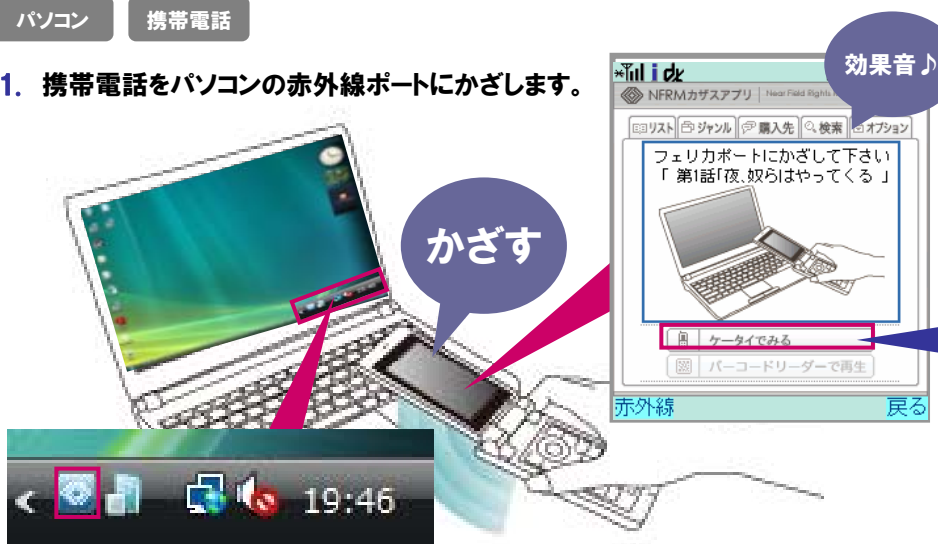 パソコン
携帯電話
1. 携帯電話をパソコンの赤外線ポートにかざします。
効果音♪
NFRMカザスアプリ
Near Field Rights
リスト
ジャンル
購入先
検索
オプション
フェリカポートにかざして下さい
「 第1話「夜、奴らはやってくる 」
かざす
ケータイでみる
バーコードリーダーで再生
赤外線
戻る
19:46